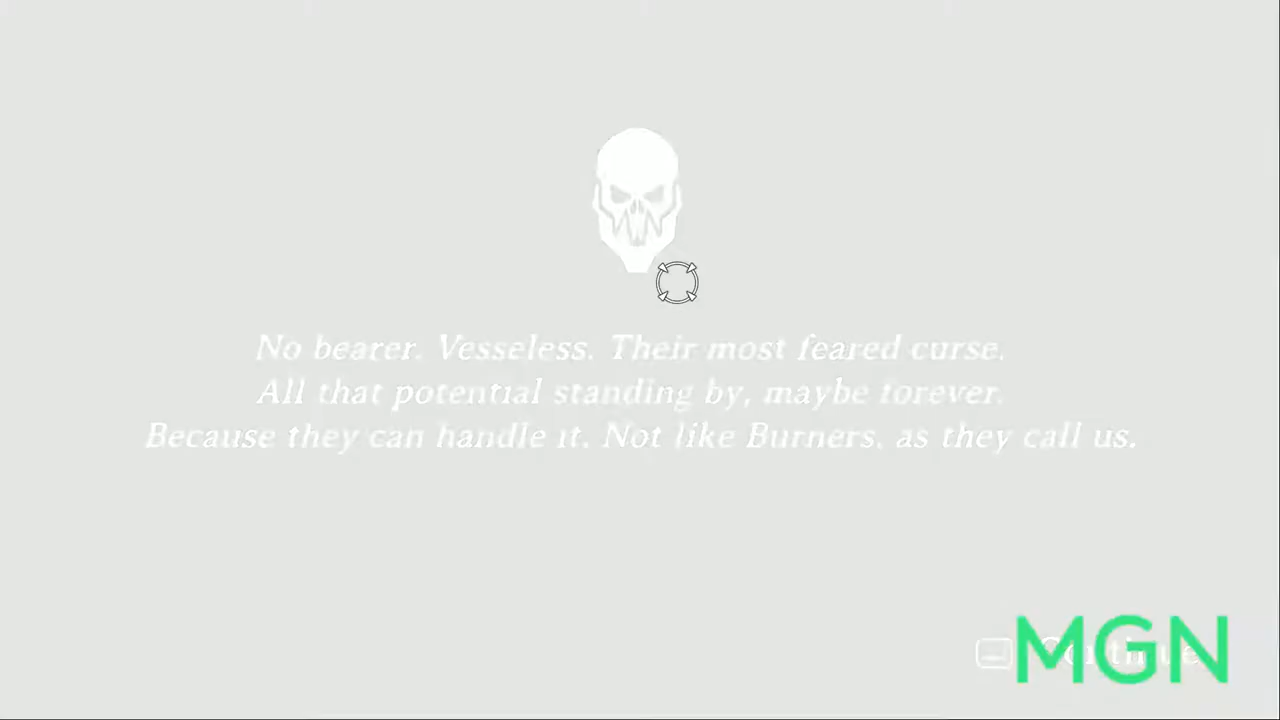 No bearer. Vesseless. Their most feared curse.
All that potential standing by, maybe forever.
Because they can handle it. Not like Burners, as they call us.
Continue
MGN